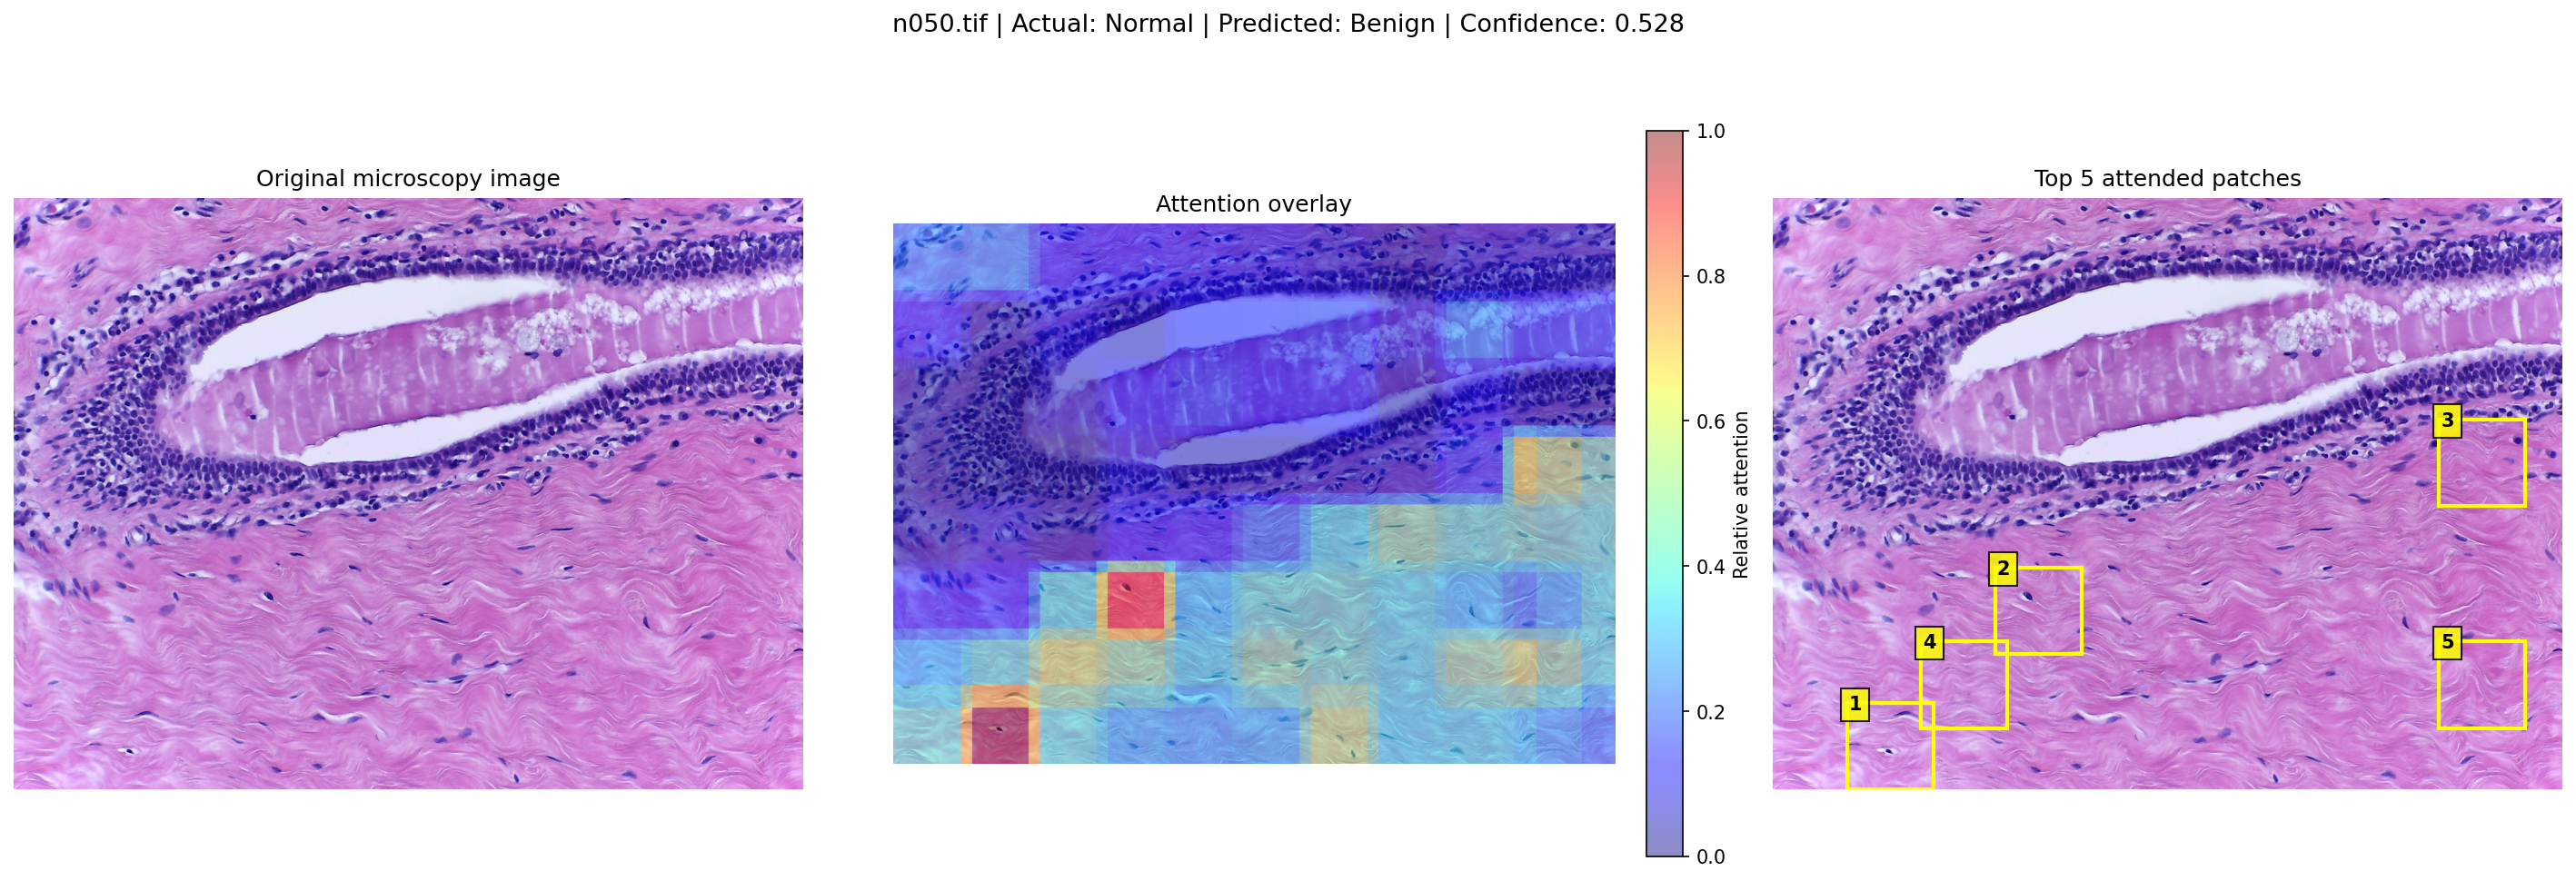 n050.tif | Actual: Normal | Predicted: Benign | Confidence: 0.528
Original microscopy image
Attention overlay
1.0
0.8
0.6
0.4
0.2
0.0
Relative attention
Top 5 attended patches
3
2
4
5
1